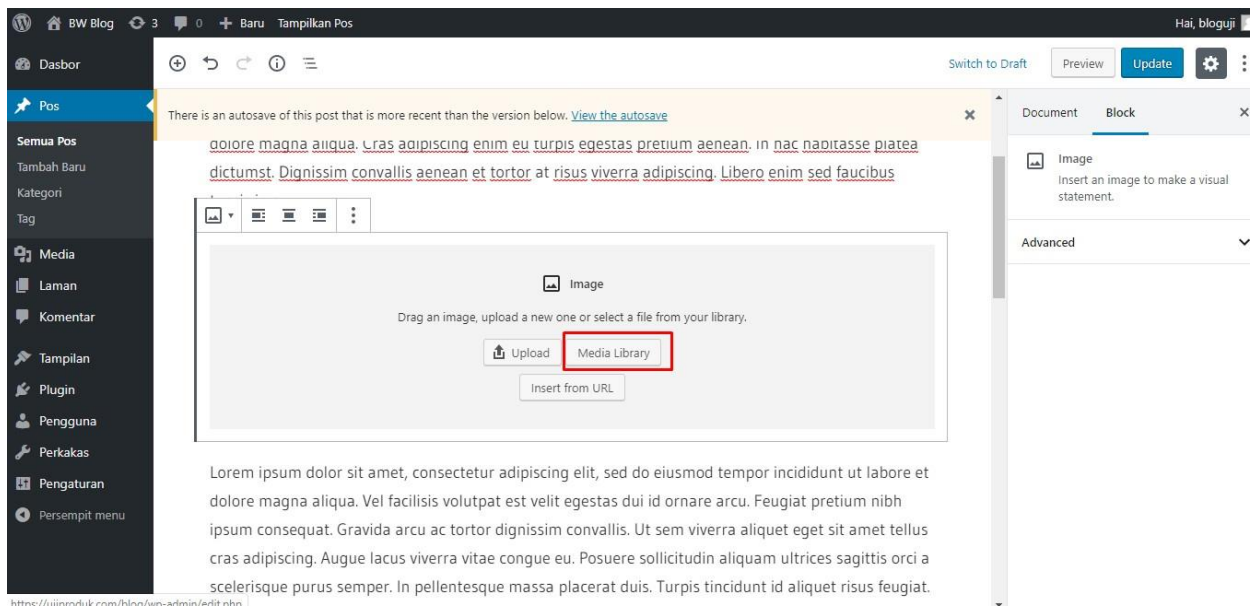 BW Blog 3 0 Baru Tampilkan Pos Hai, bloguji
Dasbor
Pos
Semua Pos
Tambah Baru
Kategori
Tag
Media
Laman
Komentar
Tampilan
Plugin
Pengguna
Perkakas
Pengaturan
Persempit menu
Switch to Draft Preview Update
There is an autosave of this post that is more recent than the version below. View the autosave
dolore magna aliqua. Cras adipiscing enim eu turpis egestas pretium aenean. In hac habitasse platea
dictumst. Dignissim convallis aenean et tortor at risus viverra adipiscing. Libero enim sed faucibus
Image
Drag an image, upload a new one or select a file from your library.
Upload Media Library
Insert from URL
Lorem ipsum dolor sit amet, consectetur adipiscing elit, sed do eiusmod tempor incididunt ut labore et
dolore magna aliqua. Vel facilisis volutpat est velit egestas dui id ornare arcu. Feugiat pretium nibh
ipsum consequat. Gravida arcu ac tortor dignissim convallis. Ut sem viverra aliquet eget sit amet tellus
cras adipiscing. Augue lacus viverra vitae congue eu. Posuere sollicitudin aliquam ultrices sagittis orci a
scelerisque purus semper. In pellentesque massa placerat duis. Turpis tincidunt id aliquet risus feugiat.
Document Block
Image
Insert an image to make a visual
statement.
Advanced
https://ujiproduk.com/blog/wp-admin/edit.php